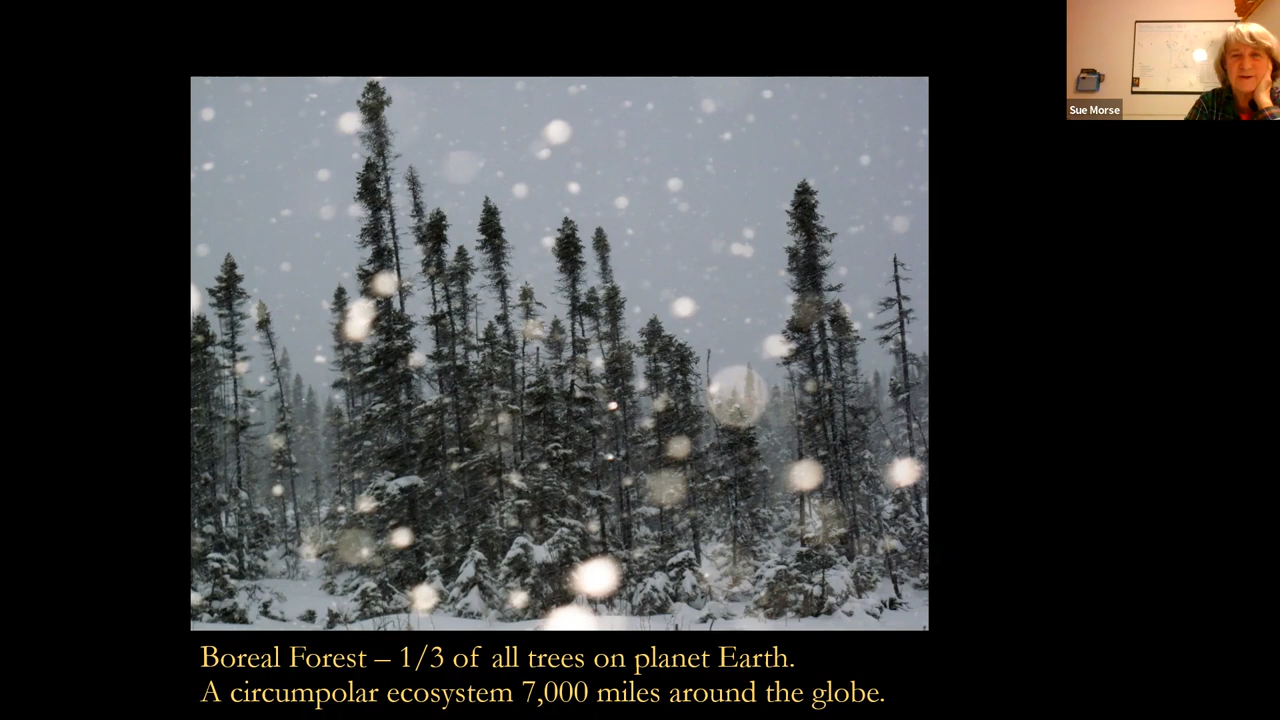 Sue Morse
Boreal Forest – 1/3 of all trees on planet Earth.
A circumpolar ecosystem 7,000 miles around the globe.